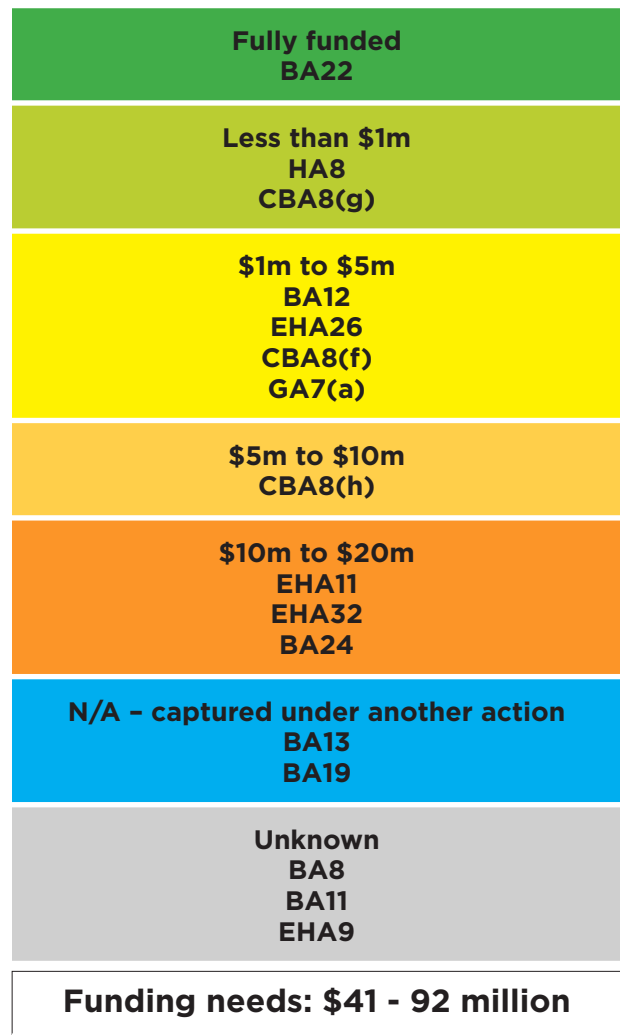 Fully funded
BA22
Less than $1m
HA8
CBA8(g)
$1m to $5m
BA12
EHA26
CBA8(f)
GA7(a)
$5m to $10m
CBA8(h)
$10m to $20m
EHA11
EHA32
BA24
N/A – captured under another action
BA13
BA19
Unknown
BA8
BA11
EHA9
Funding needs: $41 - 92 million